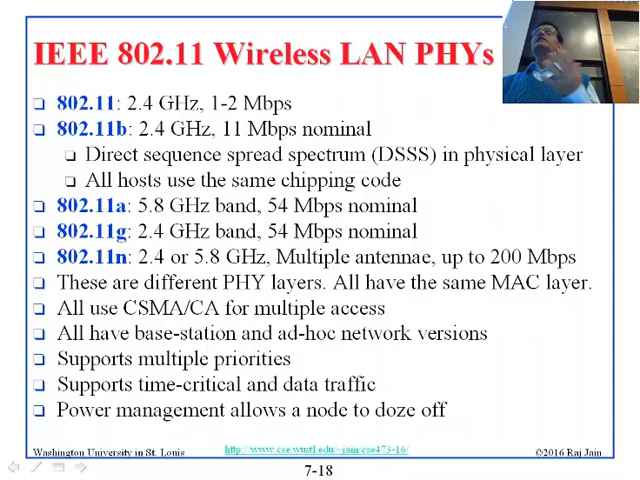 IEEE 802.11 Wireless LAN PHYs
802.11: 2.4 GHz, 1-2 Mbps
802.11b: 2.4 GHz, 11 Mbps nominal
Direct sequence spread spectrum (DSSS) in physical layer
All hosts use the same chipping code
802.11a: 5.8 GHz band, 54 Mbps nominal
802.11g: 2.4 GHz band, 54 Mbps nominal
802.11n: 2.4 or 5.8 GHz, Multiple antennae, up to 200 Mbps
These are different PHY layers. All have the same MAC layer.
All use CSMA/CA for multiple access
All have base-station and ad-hoc network versions
Supports multiple priorities
Supports time-critical and data traffic
Power management allows a node to doze off
Washington University in St. Louis
http://www.cse.wustl.edu/~jain/cse473-16/
©2016 Raj Jain
7-18